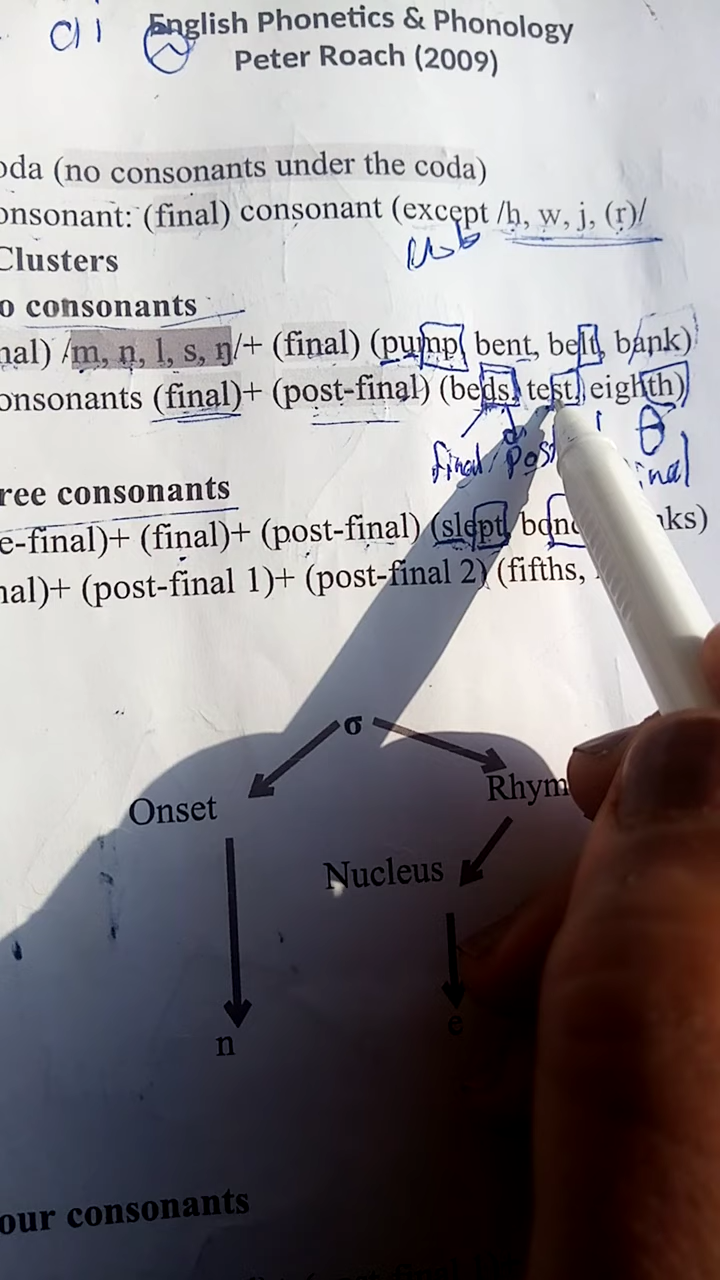 English Phonetics & Phonology
Peter Roach (2009)
oda (no consonants under the coda)
onsonant: (final) consonant (except /h, w, j, (r)/
Clusters
o consonants
nal) /m, n, l, s, ŋ/+ (final) (pump, bent, belt, bank)
onsonants (final)+ (post-final) (beds, test, eighth)
final / Post
θ
inal
ree consonants
e-final)+ (final)+ (post-final) (slept, nks)
nal)+ (post-final 1)+ (post-final 2) (fifths,
σ
Onset
Rhym
Nucleus
n
e
our consonants